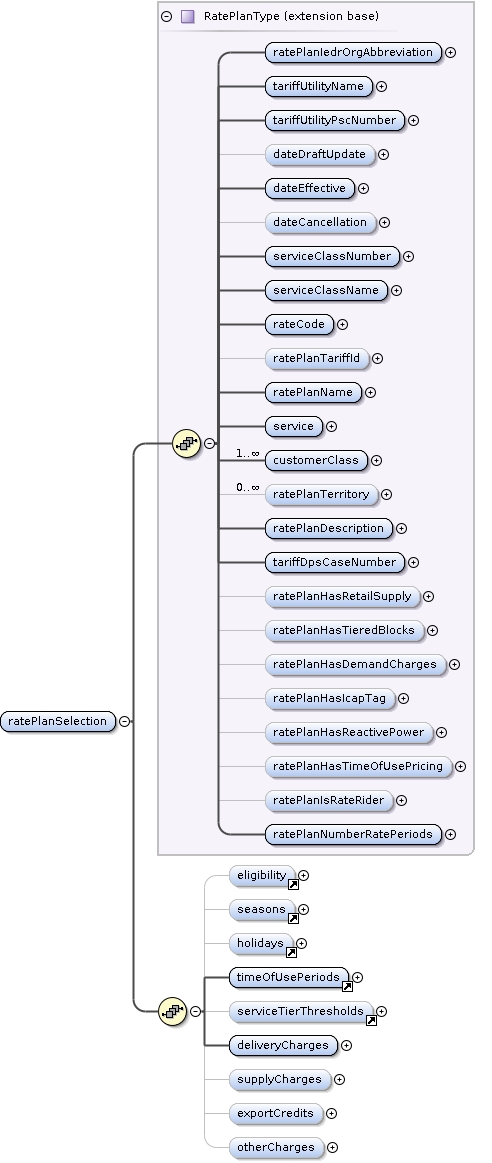 RatePlanType (extension base)
ratePlanIedrOrgAbbreviation
tariffUtilityName
tariffUtilityPscNumber
dateDraftUpdate
dateEffective
dateCancellation
serviceClassNumber
serviceClassName
rateCode
ratePlanTariffId
ratePlanName
service
1..∞
customerClass
0..∞
ratePlanTerritory
ratePlanDescription
tariffDpsCaseNumber
ratePlanHasRetailSupply
ratePlanHasTieredBlocks
ratePlanHasDemandCharges
ratePlanHasIcapTag
ratePlanHasReactivePower
ratePlanHasTimeOfUsePricing
ratePlanIsRateRider
ratePlanNumberRatePeriods
ratePlanSelection
eligibility
seasons
holidays
timeOfUsePeriods
serviceTierThresholds
deliveryCharges
supplyCharges
exportCredits
otherCharges